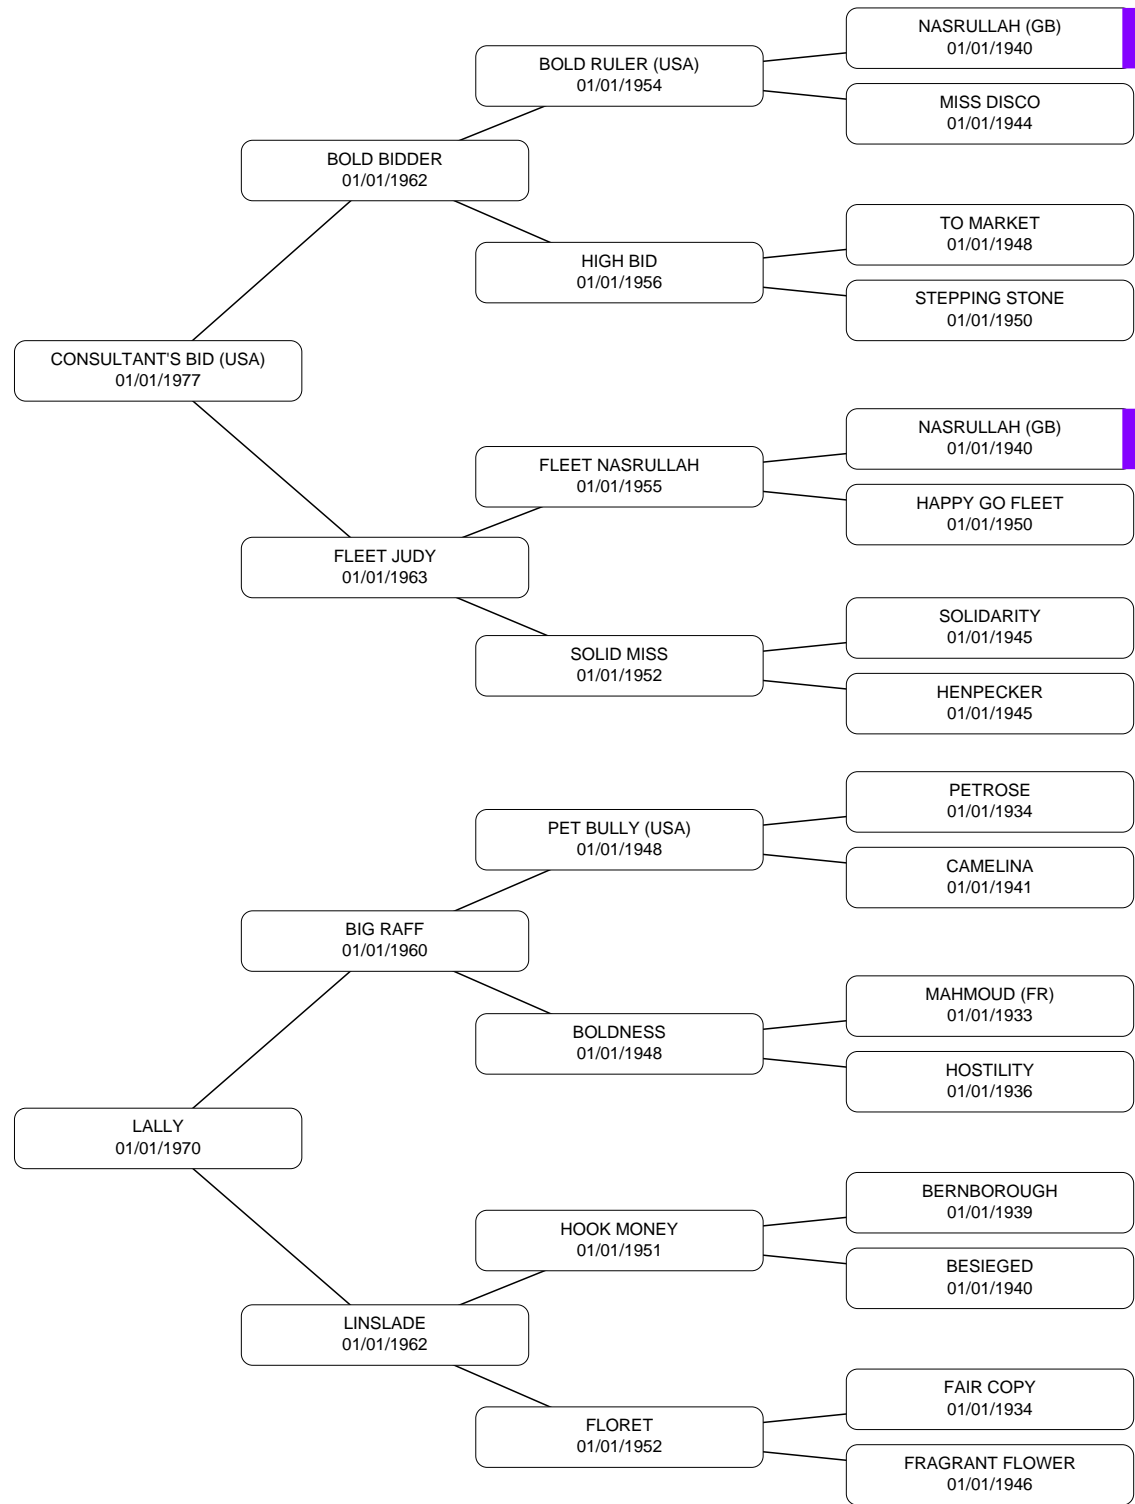 NASRULLAH (GB)
01/01/1940
BOLD RULER (USA)
01/01/1954
MISS DISCO
01/01/1944
BOLD BIDDER
01/01/1962
TO MARKET
01/01/1948
HIGH BID
01/01/1956
STEPPING STONE
01/01/1950
CONSULTANT'S BID (USA)
01/01/1977
NASRULLAH (GB)
01/01/1940
FLEET NASRULLAH
01/01/1955
HAPPY GO FLEET
01/01/1950
FLEET JUDY
01/01/1963
SOLIDARITY
01/01/1945
SOLID MISS
01/01/1952
HENPECKER
01/01/1945
PETROSE
01/01/1934
PET BULLY (USA)
01/01/1948
CAMELINA
01/01/1941
BIG RAFF
01/01/1960
MAHMOUD (FR)
01/01/1933
BOLDNESS
01/01/1948
HOSTILITY
01/01/1936
LALLY
01/01/1970
BERNBOROUGH
01/01/1939
HOOK MONEY
01/01/1951
BESIEGED
01/01/1940
LINSLADE
01/01/1962
FAIR COPY
01/01/1934
FLORET
01/01/1952
FRAGRANT FLOWER
01/01/1946